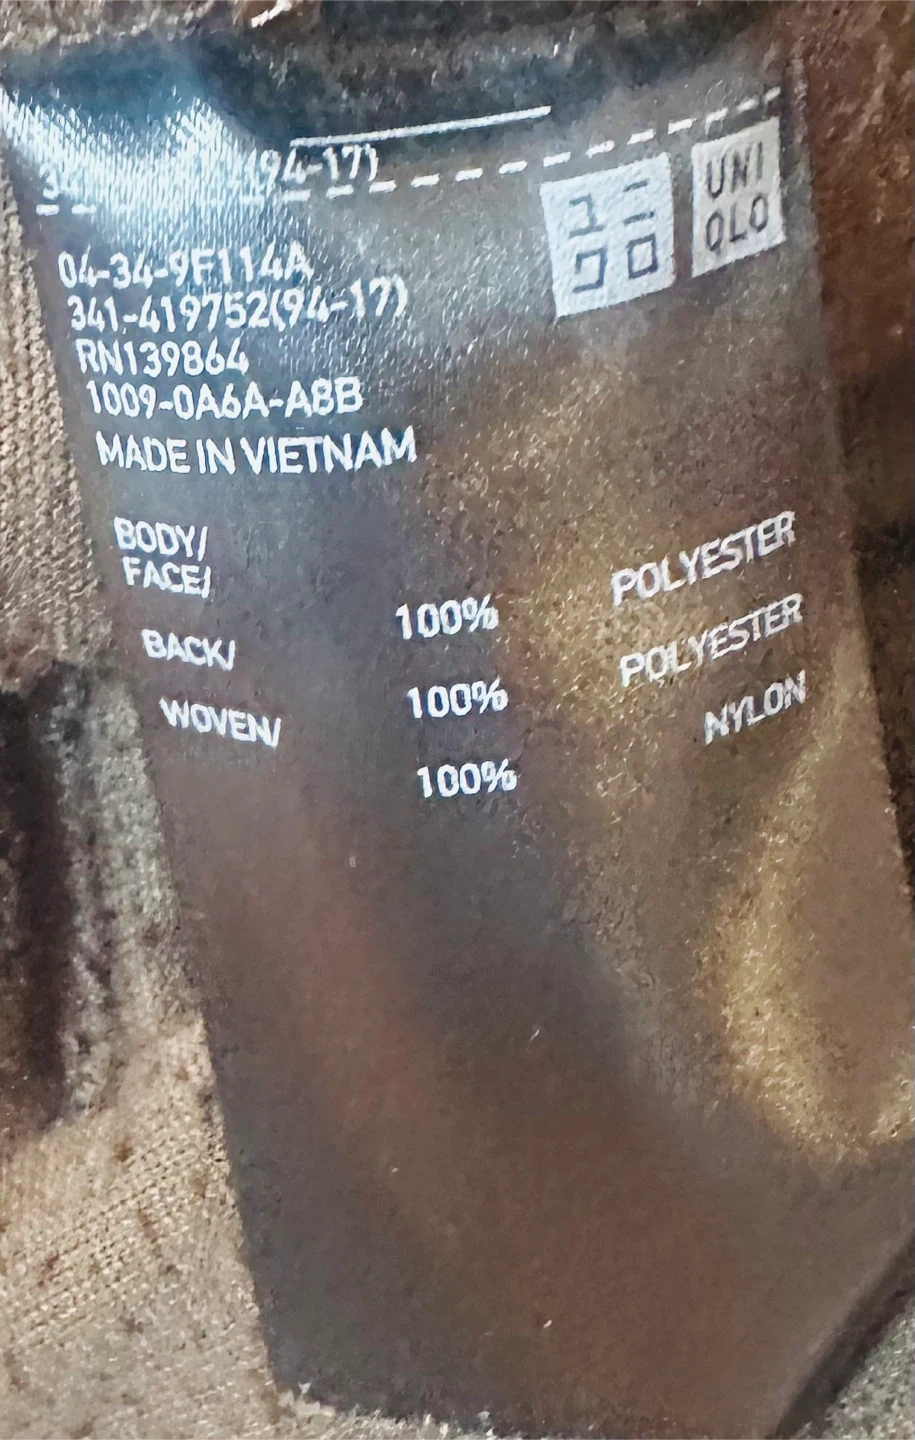 (94-17)
ユニ
クロ
UNI
QLO
04-34-9F114A
341-419752(94-17)
RN139864
1009-0A6A-A8B
MADE IN VIETNAM
BODY/
FACE/
100% POLYESTER
BACK/
100% POLYESTER
WOVEN/
100% NYLON